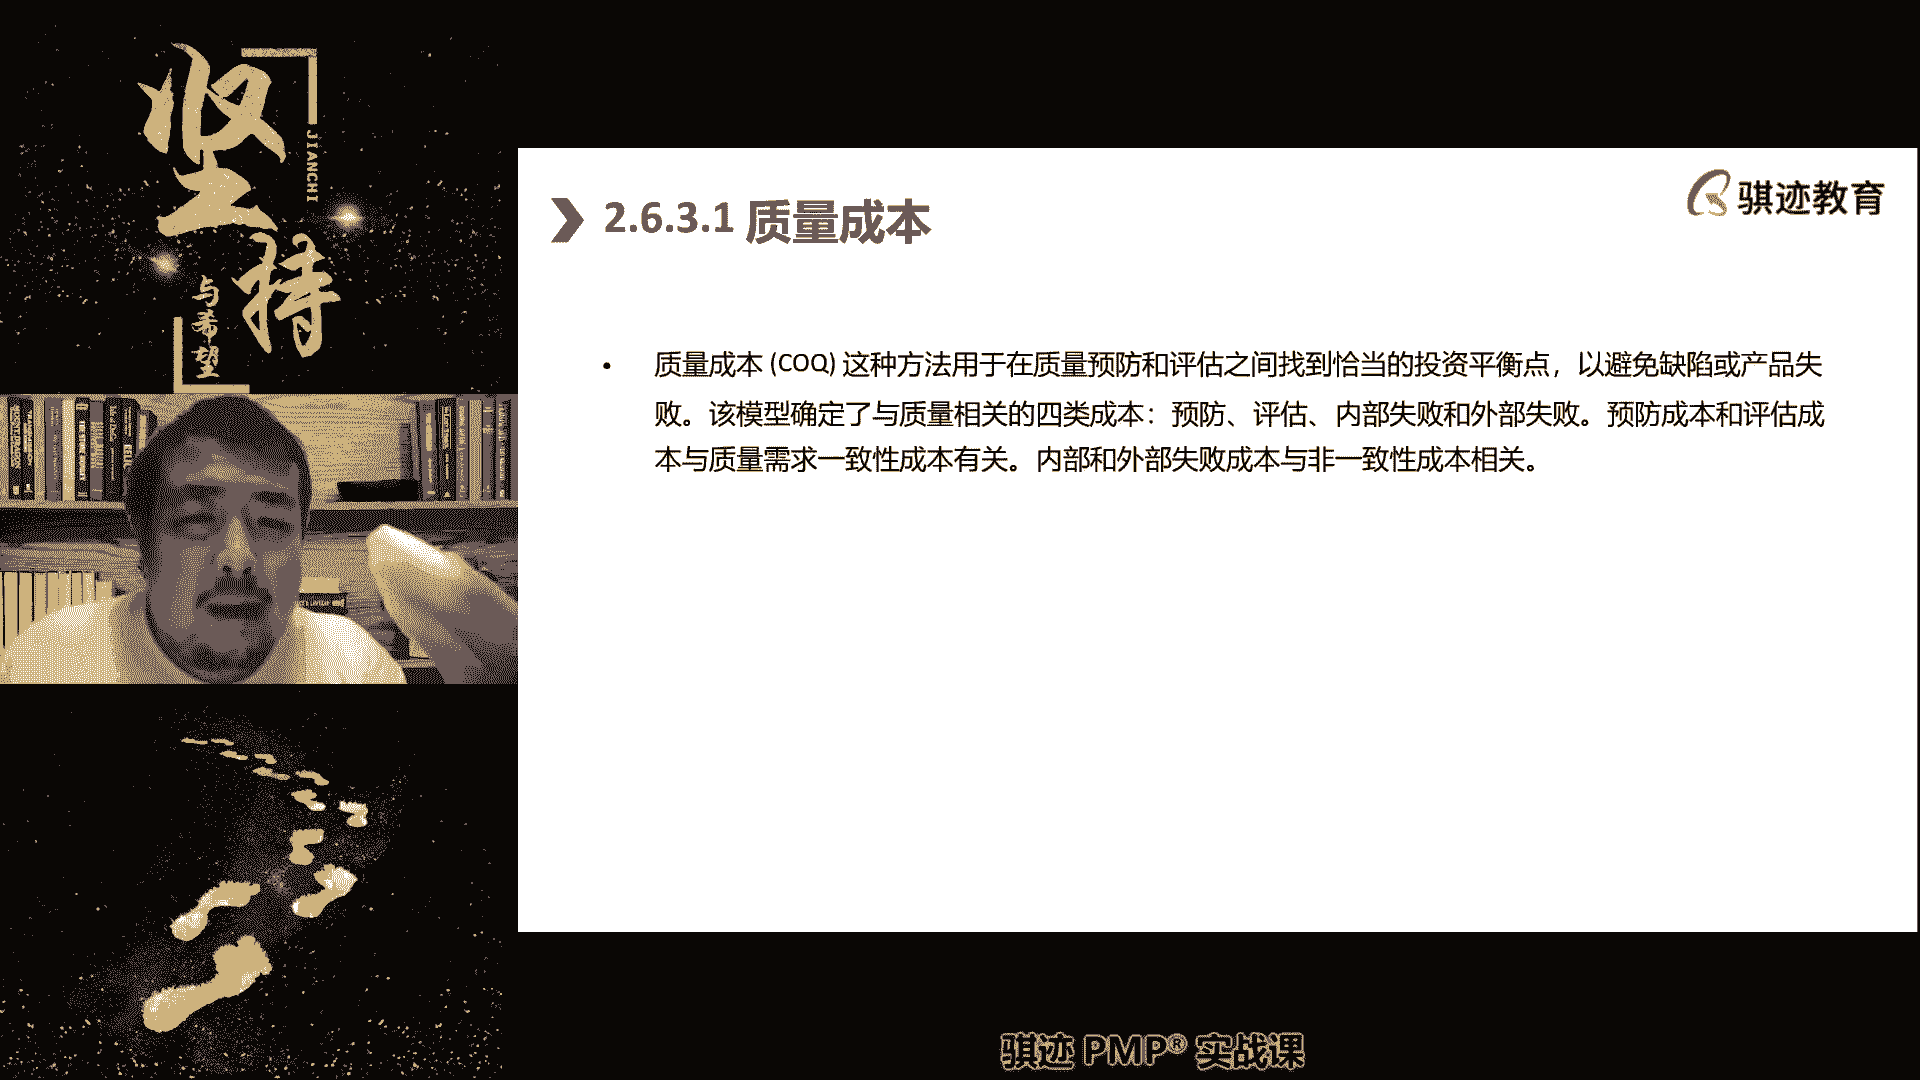 坚持
JIANCHI
与希望
骐迹教育
2.6.3.1 质量成本
• 质量成本 (COQ) 这种方法用于在质量预防和评估之间找到恰当的投资平衡点，以避免缺陷或产品失
败。该模型确定了与质量相关的四类成本：预防、评估、内部失败和外部失败。预防成本和评估成
本与质量需求一致性成本有关。内部和外部失败成本与非一致性成本相关。
骐迹 PMP® 实战课